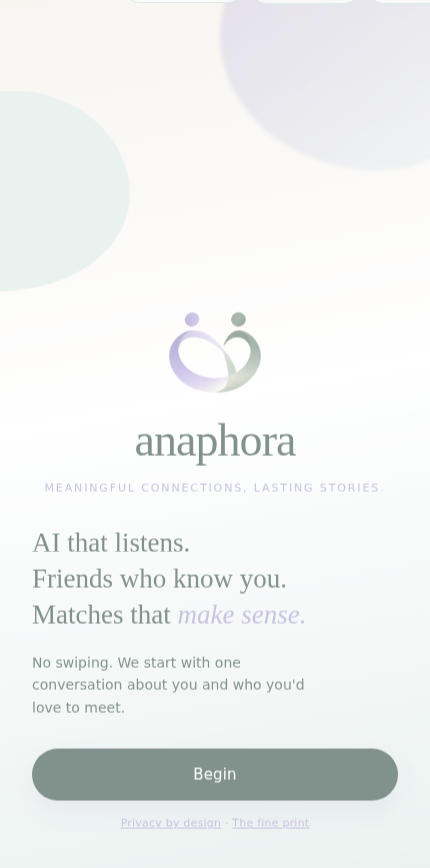 anaphora
MEANINGFUL CONNECTIONS, LASTING STORIES.
AI that listens.
Friends who know you.
Matches that make sense.
No swiping. We start with one
conversation about you and who you'd
love to meet.
Begin
Privacy by design · The fine print